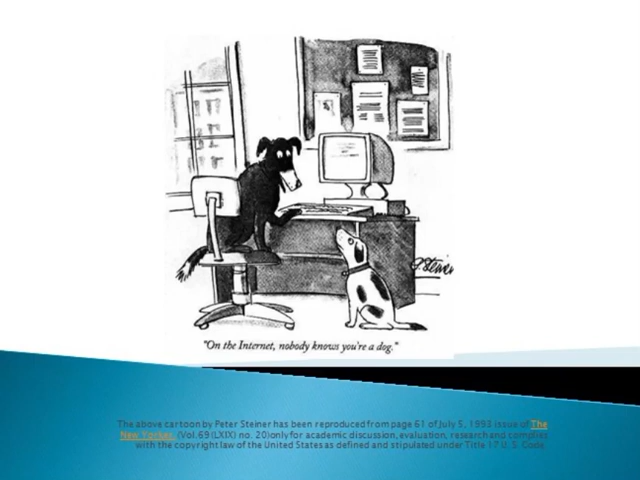 P. Steiner
"On the Internet, nobody knows you're a dog."
The above cartoon by Peter Steiner has been reproduced from page 61 of July 5, 1993 issue of The
New Yorker, (Vol.69 (LXIX) no. 20)only for academic discussion, evaluation, research and complies
with the copyright law of the United States as defined and stipulated under Title 17 U. S. Code.